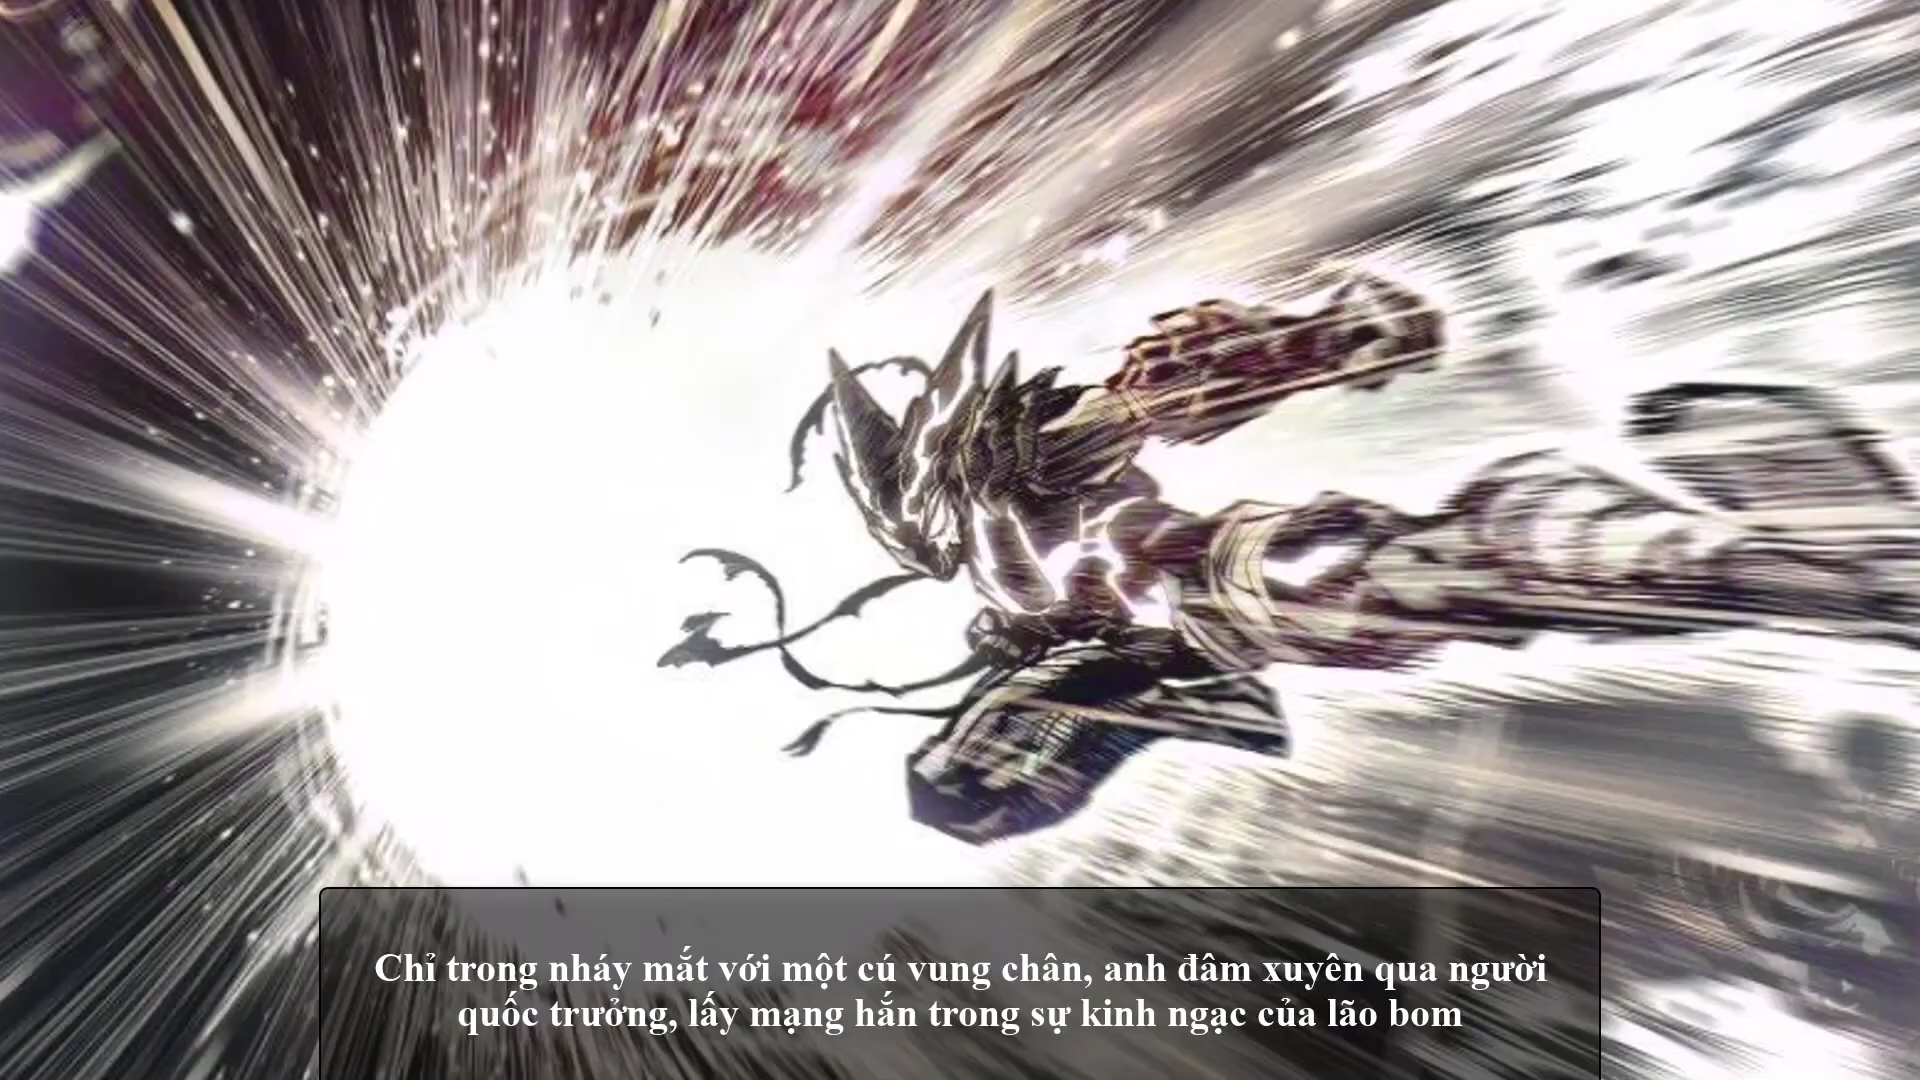 Chỉ trong nháy mắt với một cú vung chân, anh đâm xuyên qua người
quốc trưởng, lấy mạng hắn trong sự kinh ngạc của lão bom